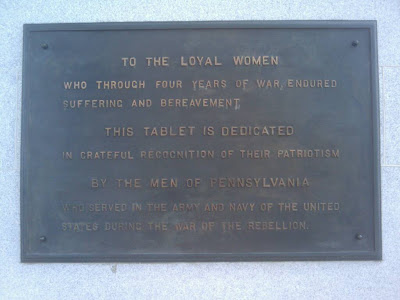 TO THE LOYAL WOMEN
WHO THROUGH FOUR YEARS OF WAR, ENDURED
SUFFERING AND BEREAVEMENT,
THIS TABLET IS DEDICATED
IN GRATEFUL RECOGNITION OF THEIR PATRIOTISM
BY THE MEN OF PENNSYLVANIA
WHO SERVED IN THE ARMY AND NAVY OF THE UNITED
STATES DURING THE WAR OF THE REBELLION.